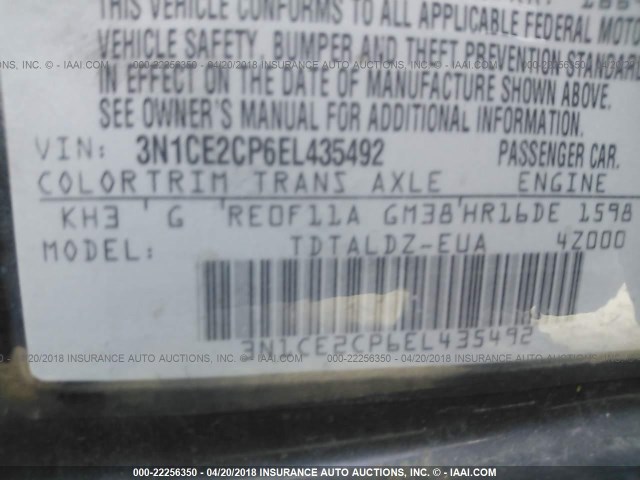 THIS VEHICLE CONFORMS TO ALL APPLICABLE FEDERAL MOTOR
VEHICLE SAFETY, BUMPER AND THEFT PREVENTION STANDARDS
IN EFFECT ON THE DATE OF MANUFACTURE SHOWN ABOVE.
SEE OWNER'S MANUAL FOR ADDITIONAL INFORMATION.
VIN: 3N1CE2CP6EL435492 PASSENGER CAR.
COLOR TRIM TRANS AXLE ENGINE
KH3 G RE0F11A GM38 HR16DE 1598
MODEL: TDTALDZ-EUA 4Z000
3N1CE2CP6EL435492
000-22256350 - 04/20/2018 INSURANCE AUTO AUCTIONS, INC. - © - IAAI.COM